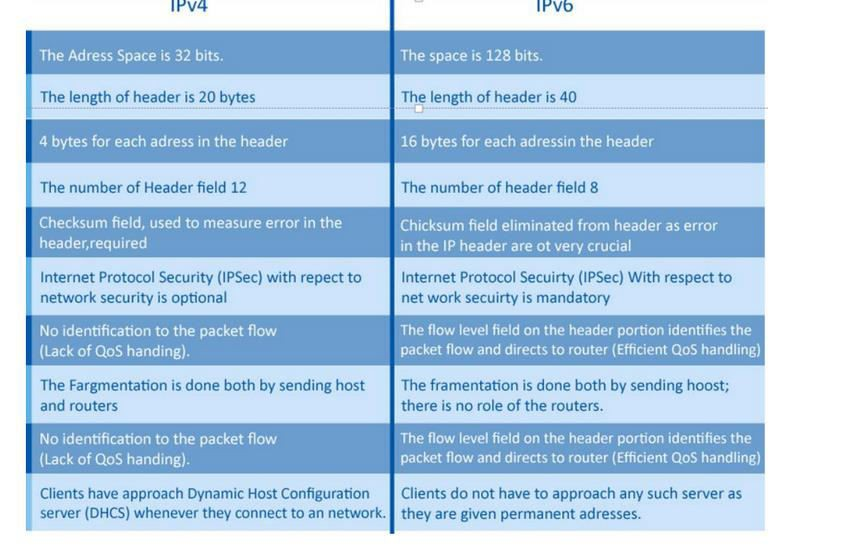 IPv4
IPv6
The Adress Space is 32 bits.
The space is 128 bits.
The length of header is 20 bytes
The length of header is 40
4 bytes for each adress in the header
16 bytes for each adressin the header
The number of Header field 12
The number of header field 8
Checksum field, used to measure error in the
header,required
Chicksum field eliminated from header as error
in the IP header are ot very crucial
Internet Protocol Security (IPSec) with repect to
network security is optional
Internet Protocol Secuirty (IPSec) With respect to
net work secuirty is mandatory
No identification to the packet flow
(Lack of QoS handing).
The flow level field on the header portion identifies the
packet flow and directs to router (Efficient QoS handling)
The Fargmentation is done both by sending host
and routers
The framentation is done both by sending hoost;
there is no role of the routers.
No identification to the packet flow
(Lack of QoS handing).
The flow level field on the header portion identifies the
packet flow and directs to router (Efficient QoS handling)
Clients have approach Dynamic Host Configuration
server (DHCS) whenever they connect to an network.
Clients do not have to approach any such server as
they are given permanent adresses.